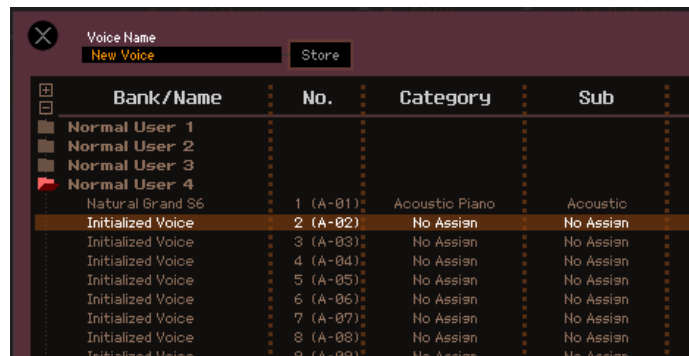 Voice Name
New Voice Store
Bank/Name No. Category Sub
Normal User 1
Normal User 2
Normal User 3
Normal User 4
Natural Grand S6 1 (A-01) Acoustic Piano Acoustic
Initialized Voice 2 (A-02) No Assign No Assign
Initialized Voice 3 (A-03) No Assign No Assign
Initialized Voice 4 (A-04) No Assign No Assign
Initialized Voice 5 (A-05) No Assign No Assign
Initialized Voice 6 (A-06) No Assign No Assign
Initialized Voice 7 (A-07) No Assign No Assign
Initialized Voice 8 (A-08) No Assign No Assign